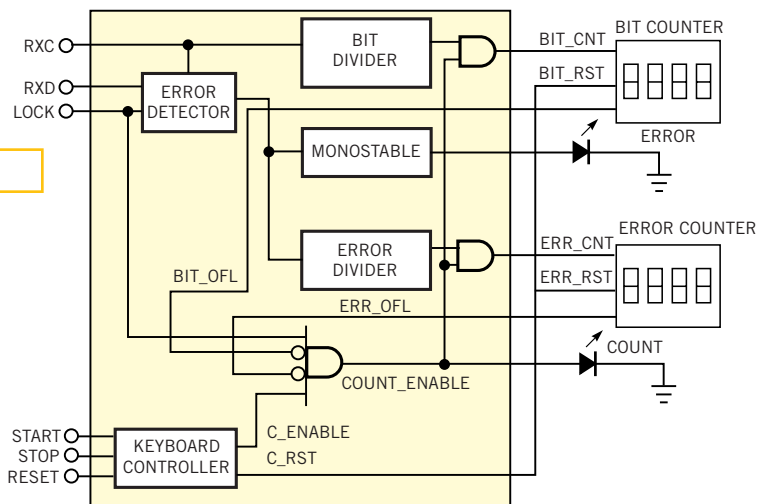 RXC
BIT
DIVIDER
BIT_CNT
BIT COUNTER
BIT_RST
RXD
ERROR
DETECTOR
LOCK
ERROR
MONOSTABLE
ERROR COUNTER
ERR_CNT
ERROR
DIVIDER
ERR_RST
BIT_OFL
ERR_OFL
COUNT
COUNT_ENABLE
START
STOP
RESET
KEYBOARD
CONTROLLER
C_ENABLE
C_RST